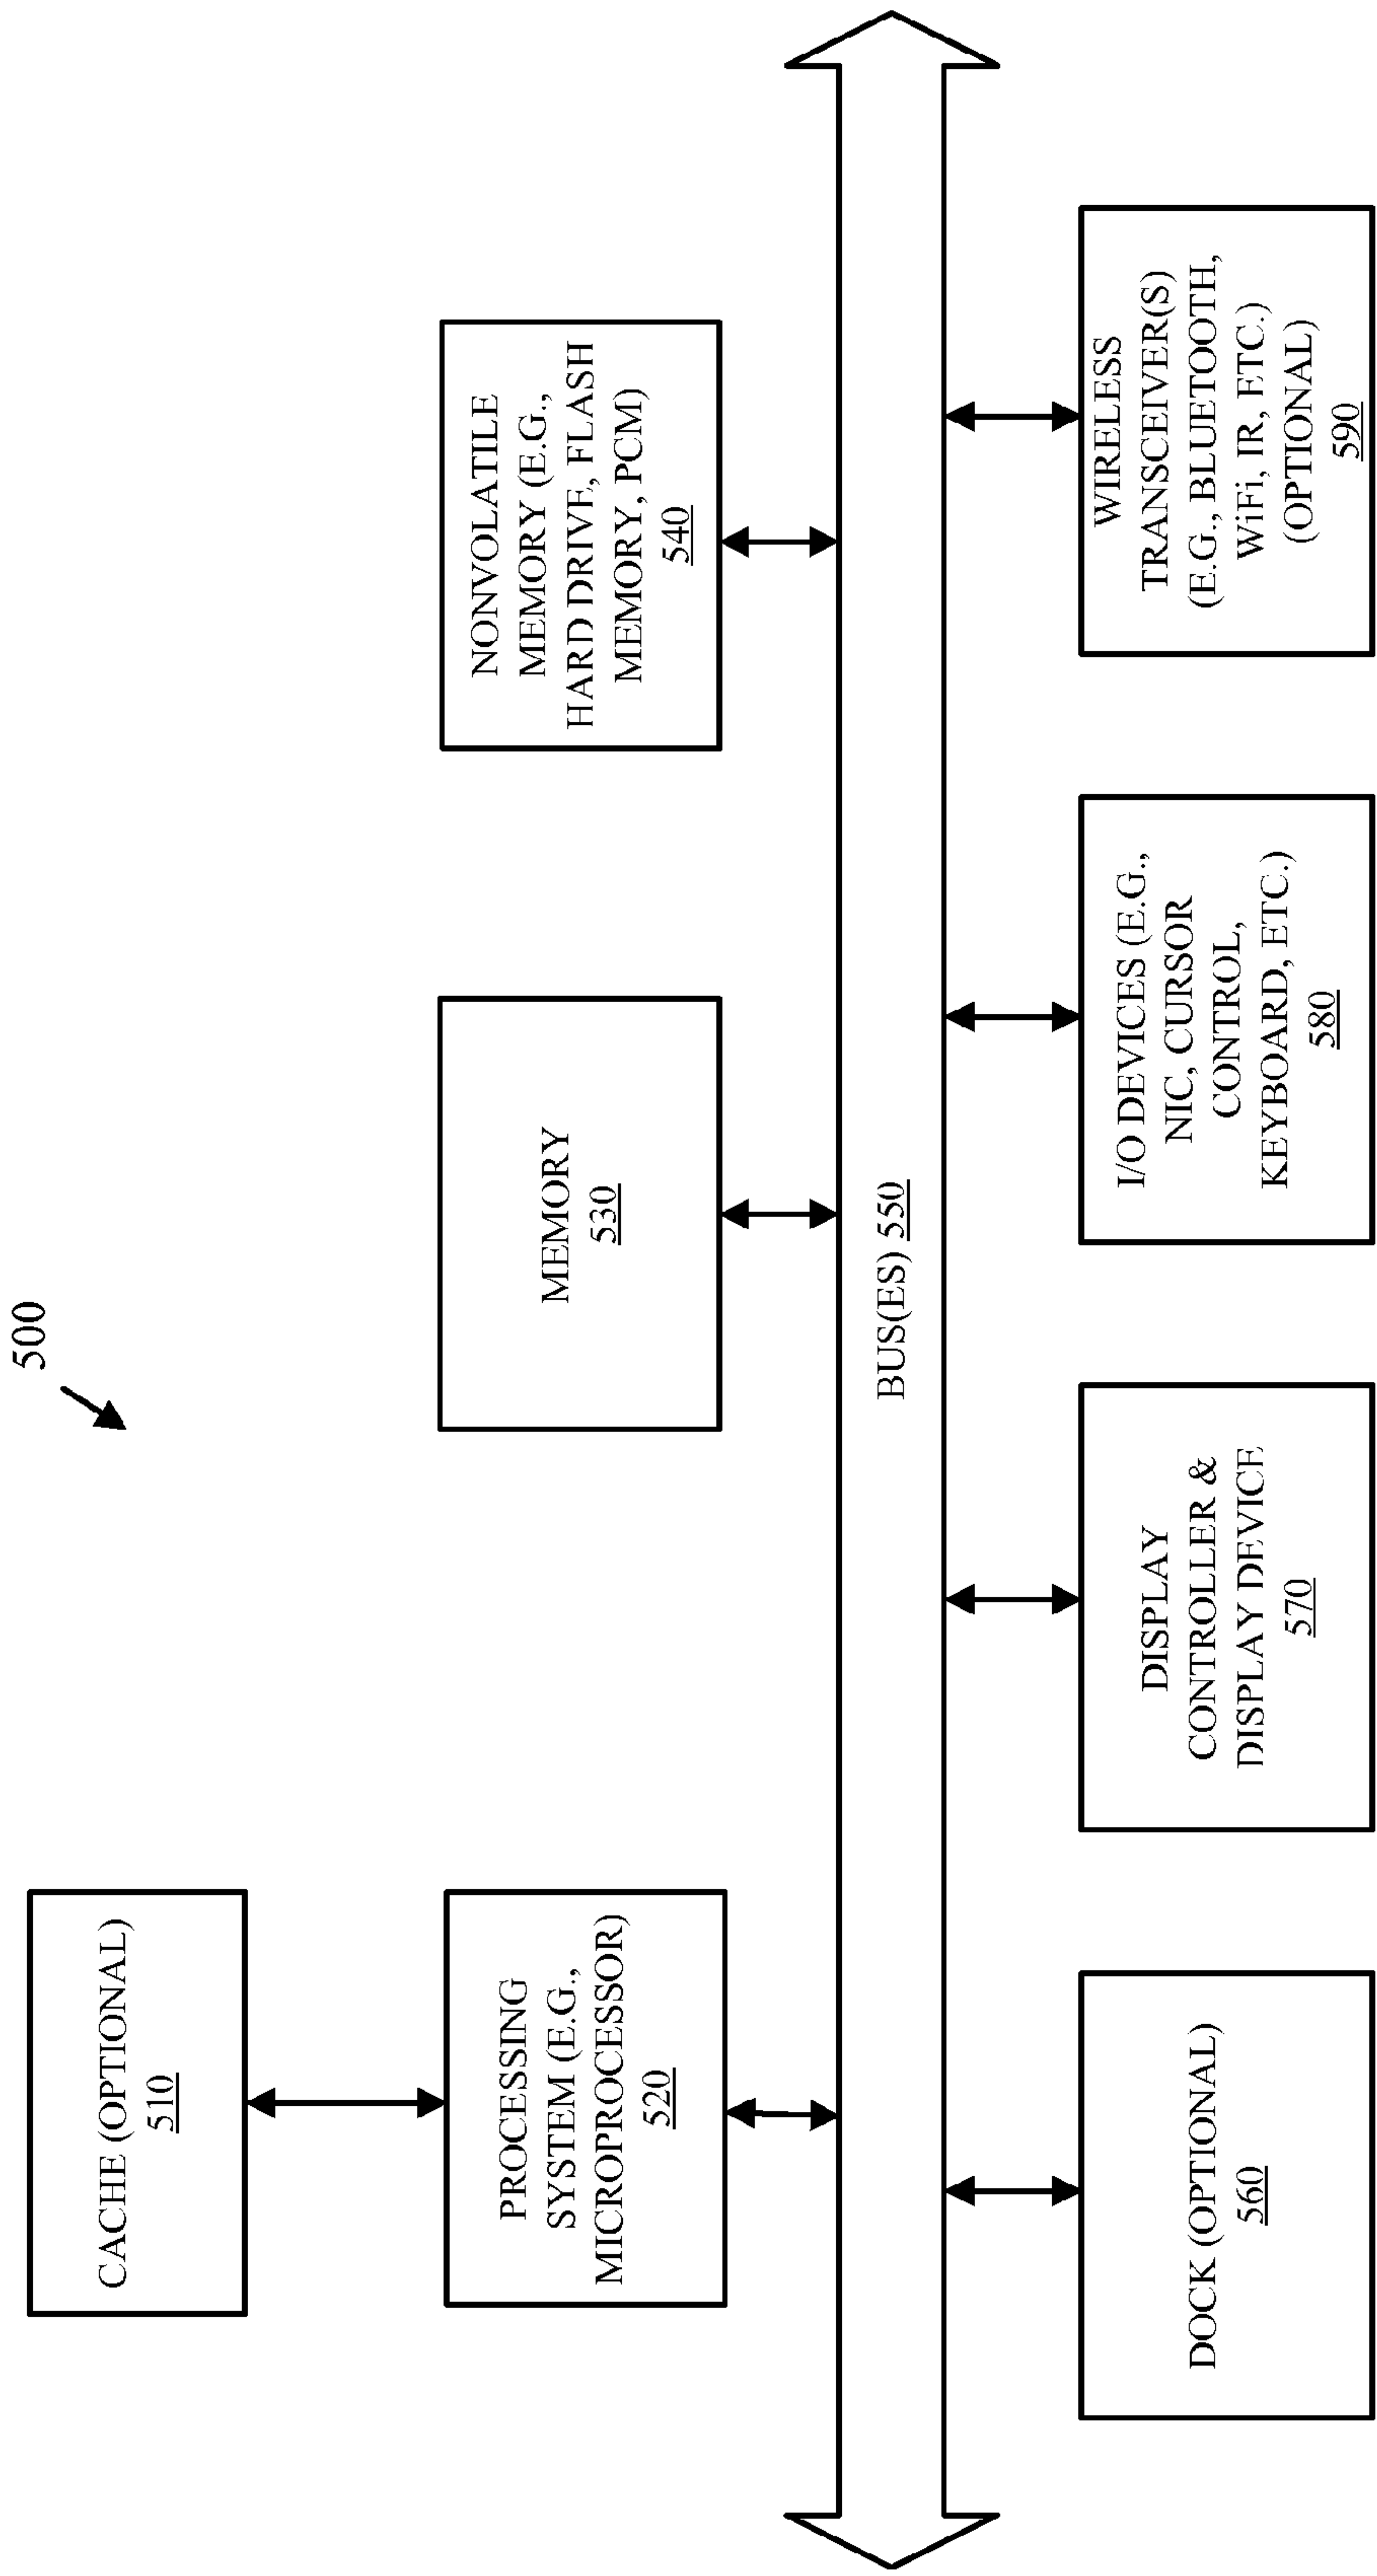 500
CACHE (OPTIONAL)
510
PROCESSING
SYSTEM (E.G.,
MICROPROCESSOR)
520
MEMORY
530
NONVOLATILE
MEMORY (E.G.,
HARD DRIVE, FLASH
MEMORY, PCM)
540
BUS(ES) 550
DOCK (OPTIONAL)
560
DISPLAY
CONTROLLER &
DISPLAY DEVICE
570
I/O DEVICES (E.G.,
NIC, CURSOR
CONTROL,
KEYBOARD, ETC.)
580
WIRELESS
TRANSCEIVER(S)
(E.G., BLUETOOTH,
WiFi, IR, ETC.)
(OPTIONAL)
590